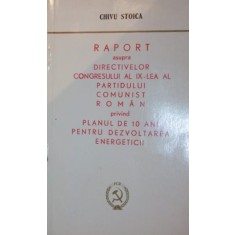 CHIVU STOICA
RAPORT
asupra
DIRECTIVELOR
CONGRESULUI AL IX-LEA AL
PARTIDULUI
COMUNIST
ROMÂN
privind
PLANUL DE 10 ANI
PENTRU DEZVOLTAREA
ENERGETICII